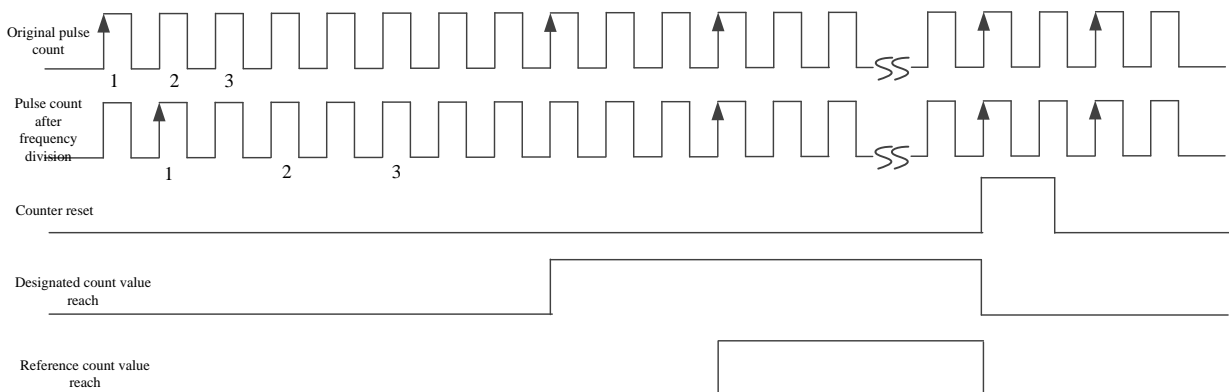 Original pulse
count
1 2 3
Pulse count
after
frequency
division
1 2 3
Counter reset
Designated count value
reach
Reference count value
reach